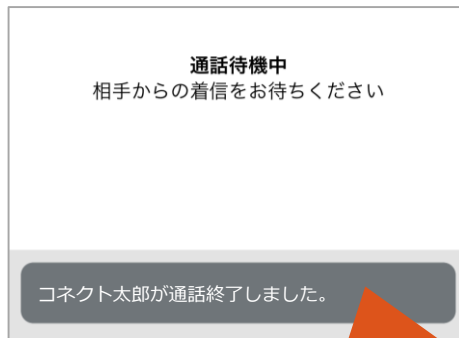 通話待機中
相手からの着信をお待ちください
コネクト太郎が通話終了しました。